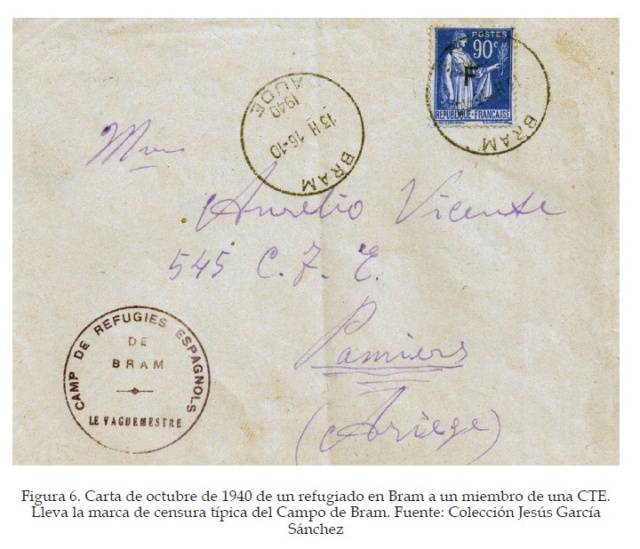 POSTES
90c
F
REPUBLIQUE FRANÇAISE
BRAM
AUDE
1940
15H 16-10
BRAM
Aurelio Vicente
545 C. T. E.
Pamiers
(Ariege)
CAMP DE REFUGIES ESPAGNOLS
DE
BRAM
LE VAGUEMESTRE
Figura 6. Carta de octubre de 1940 de un refugiado en Bram a un miembro de una CTE.
Lleva la marca de censura típica del Campo de Bram. Fuente: Colección Jesús García
Sánchez